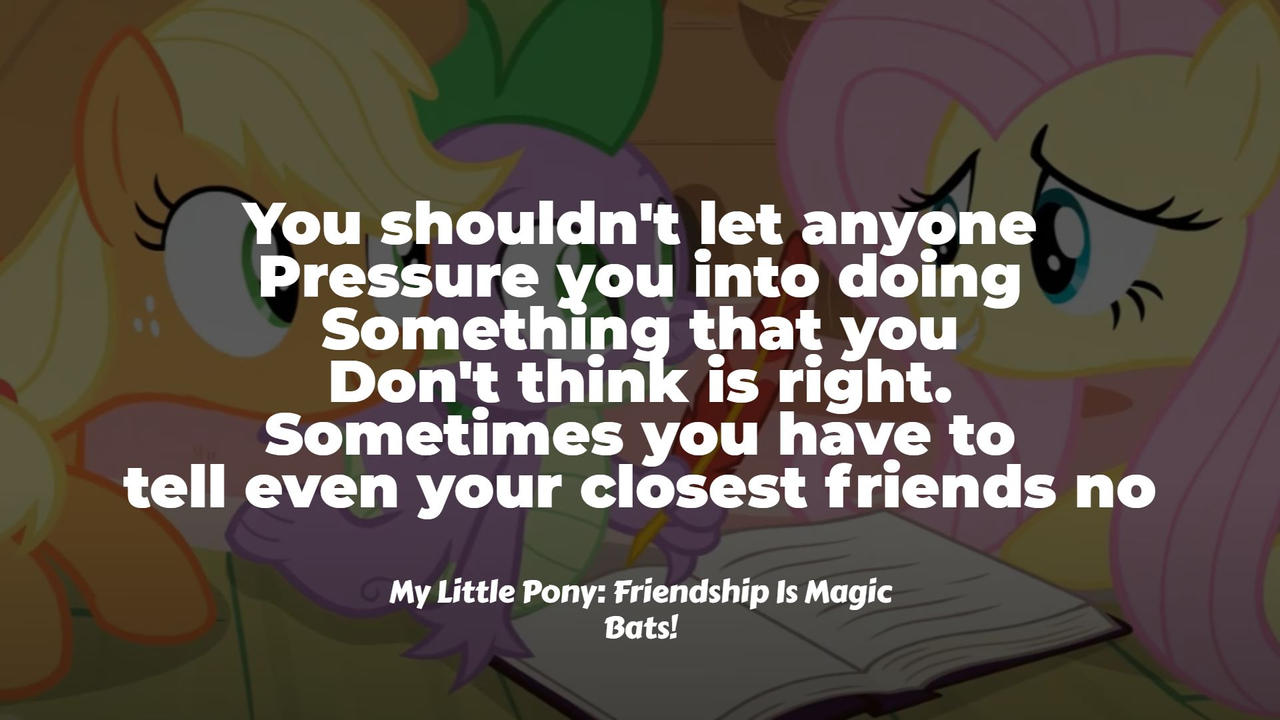 You shouldn't let anyone
Pressure you into doing
Something that you
Don't think is right.
Sometimes you have to
tell even your closest friends no
My Little Pony: Friendship Is Magic
Bats!